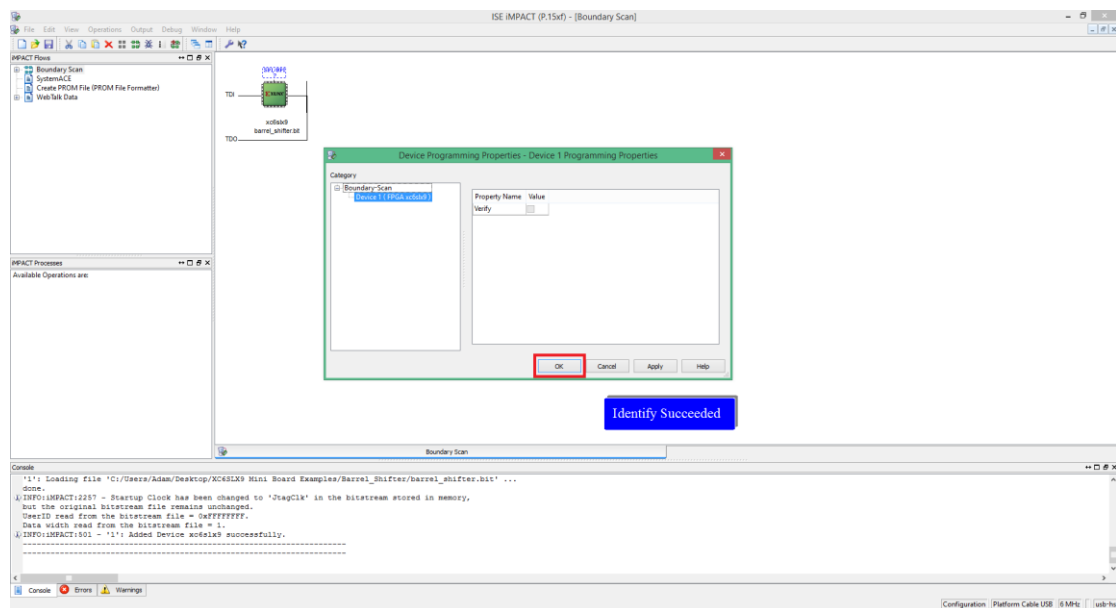 ISE iMPACT (P.15xf) - [Boundary Scan]
File Edit View Operations Output Debug Window Help
iMPACT Flows
Boundary Scan
SystemACE
Create PROM File (PROM File Formatter)
WebTalk Data
TDI
xc6slx9
barrel_shifter.bit
TDO
Device Programming Properties - Device 1 Programming Properties
Category
Boundary-Scan
Device 1 ( FPGA xc6slx9 )
Property Name Value
Verify
OK Cancel Apply Help
iMPACT Processes
Available Operations are:
Identify Succeeded
Boundary Scan
Console
'1': Loading file 'C:/Users/Adam/Desktop/XC6SLX9 Mini Board Examples/Barrel_Shifter/barrel_shifter.bit' ...
done.
INFO:iMPACT:2257 - Startup Clock has been changed to 'JtagClk' in the bitstream stored in memory,
but the original bitstream file remains unchanged.
UserID read from the bitstream file = 0xFFFFFFFF.
Data width read from the bitstream file = 1.
INFO:iMPACT:501 - '1': Added Device xc6slx9 successfully.
----------------------------------------------------------------------
----------------------------------------------------------------------
Console Errors Warnings
Configuration Platform Cable USB 6 MHz usb-hs